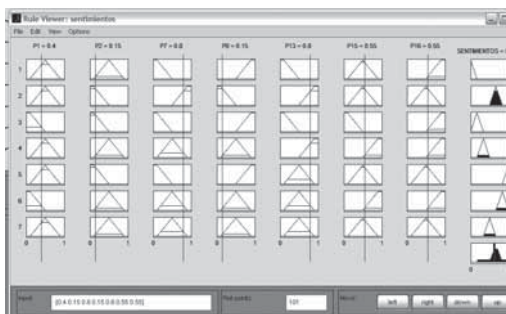 Rule Viewer: sentimientos
File Edit View Options
P1 = 0.4 P2 = 0.15 P7 = 0.8 P8 = 0.15 P13 = 0.8 P15 = 0.55 P16 = 0.55
SENTIMIENTOS =
1
2
3
4
5
6
7
0 1 0 1 0 1 0 1 0 1 0 1 0 1
0
Input: [0.4 0.15 0.8 0.15 0.8 0.55 0.55] Plot points: 101 Move: left right down up